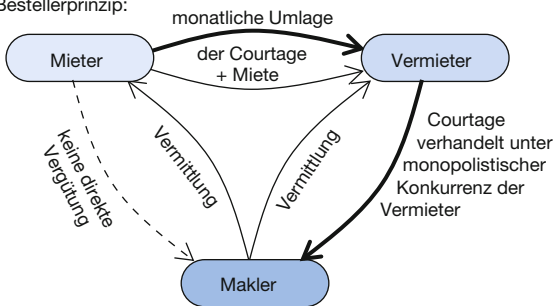 Bestellerprinzip:
monatliche Umlage
Mieter
der Courtage
+ Miete
Vermieter
keine direkte
Vergütung
Vermittlung
Vermittlung
Courtage
verhandelt unter
monopolistischer
Konkurrenz der
Vermieter
Makler